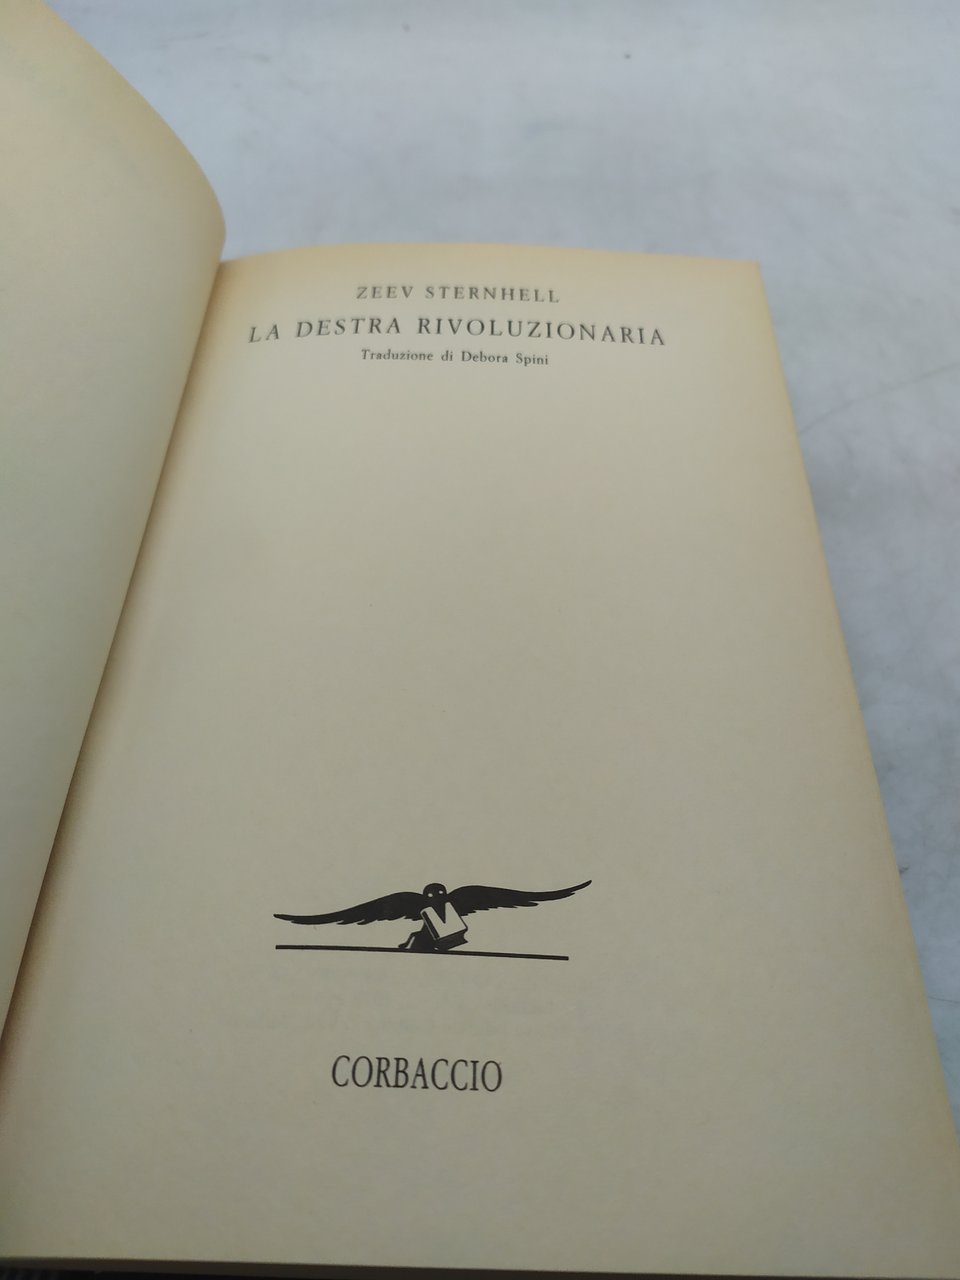 ZEEV STERNHELL
LA DESTRA RIVOLUZIONARIA
Traduzione di Debora Spini
CORBACCIO